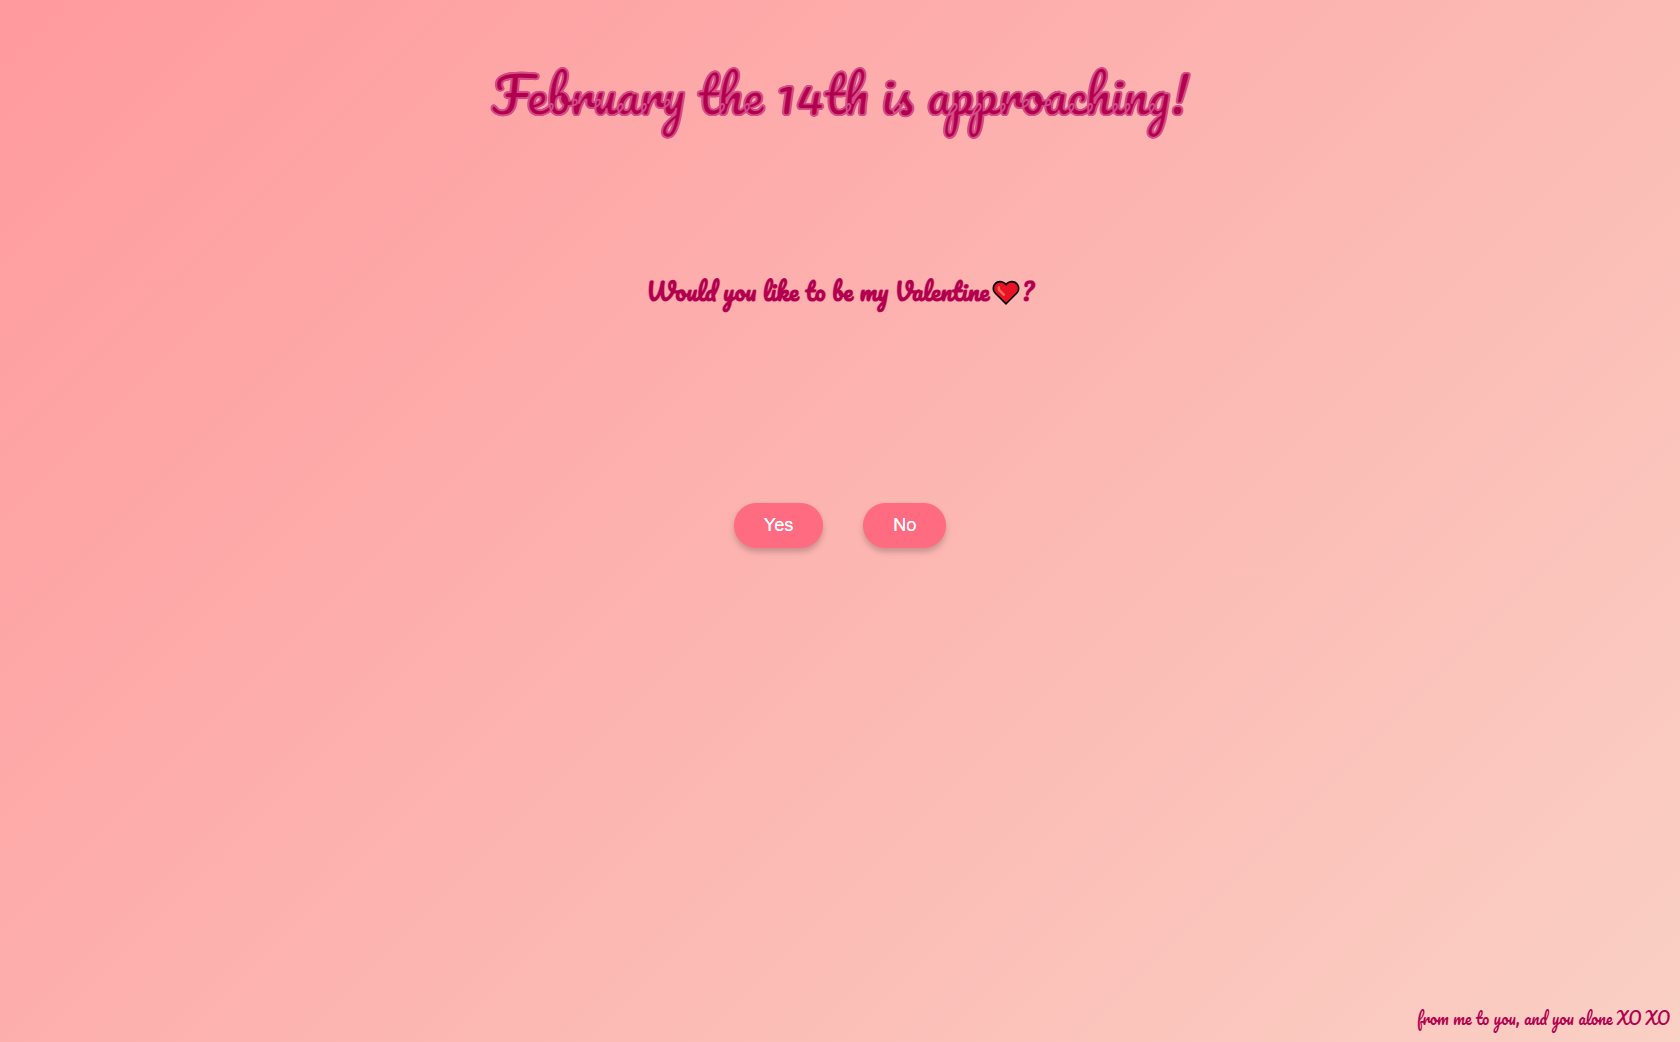 February the 14th is approaching!
Would you like to be my Valentine❤️?
Yes
No
from me to you, and you alone XO XO